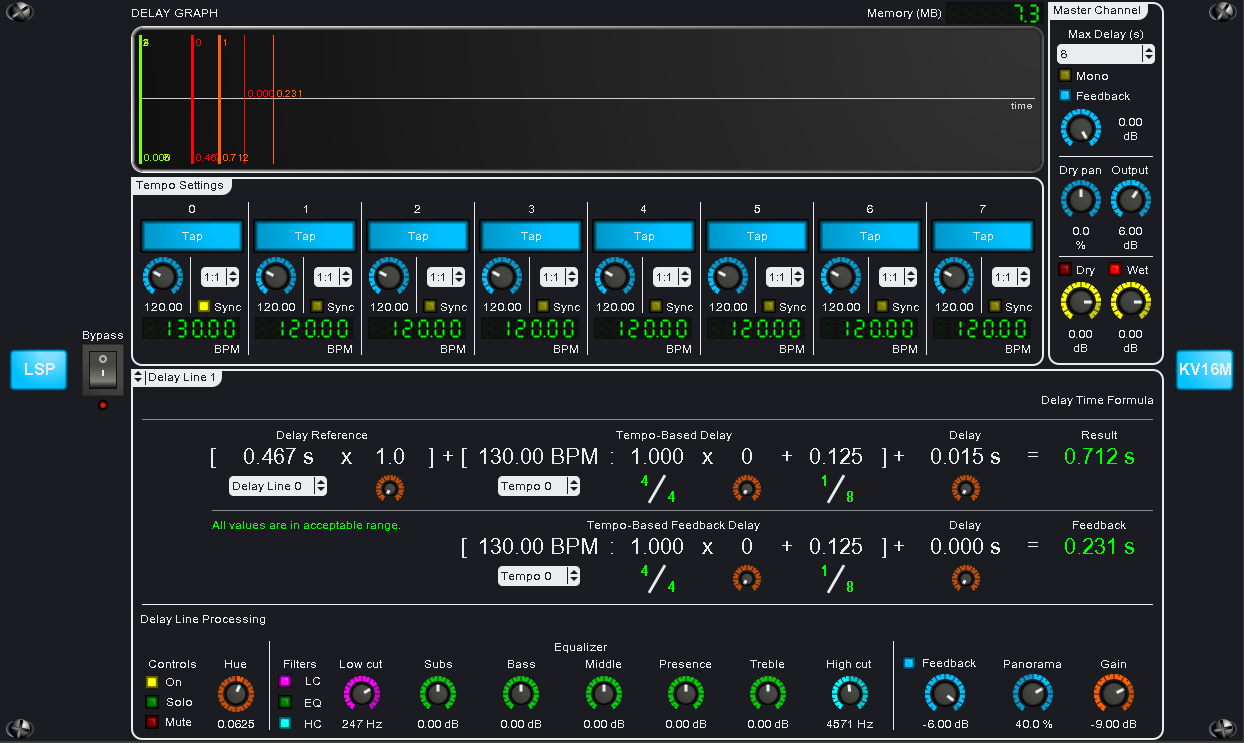 DELAY GRAPH
Memory (MB) 7.3
Master Channel
Max Delay (s)
8
Mono
Feedback
0.00
dB
Dry pan Output
0.0 6.00
% dB
Dry Wet
0.00 0.00
dB dB
0 1
0.000 0.231
time
0.467 0.712
Tempo Settings
0 1 2 3 4 5 6 7
Tap Tap Tap Tap Tap Tap Tap Tap
1:1 1:1 1:1 1:1 1:1 1:1 1:1 1:1
120.00 Sync 120.00 Sync 120.00 Sync 120.00 Sync 120.00 Sync 120.00 Sync 120.00 Sync 120.00 Sync
130.00 120.00 120.00 120.00 120.00 120.00 120.00 120.00
BPM BPM BPM BPM BPM BPM BPM BPM
Bypass
LSP
KV16M
Delay Line 1
Delay Time Formula
Delay Reference Tempo-Based Delay Delay Result
[ 0.467 s x 1.0 ] + [ 130.00 BPM : 1.000 x 0 + 0.125 ] + 0.015 s = 0.712 s
Delay Line 0 Tempo 0 4/4 1/8
All values are in acceptable range. Tempo-Based Feedback Delay Delay Feedback
[ 130.00 BPM : 1.000 x 0 + 0.125 ] + 0.000 s = 0.231 s
Tempo 0 4/4 1/8
Delay Line Processing
Equalizer
Controls Hue Filters Low cut Subs Bass Middle Presence Treble High cut Feedback Panorama Gain
On LC
Solo EQ
Mute 0.0625 HC 247 Hz 0.00 dB 0.00 dB 0.00 dB 0.00 dB 0.00 dB 4571 Hz -6.00 dB 40.0 % -9.00 dB